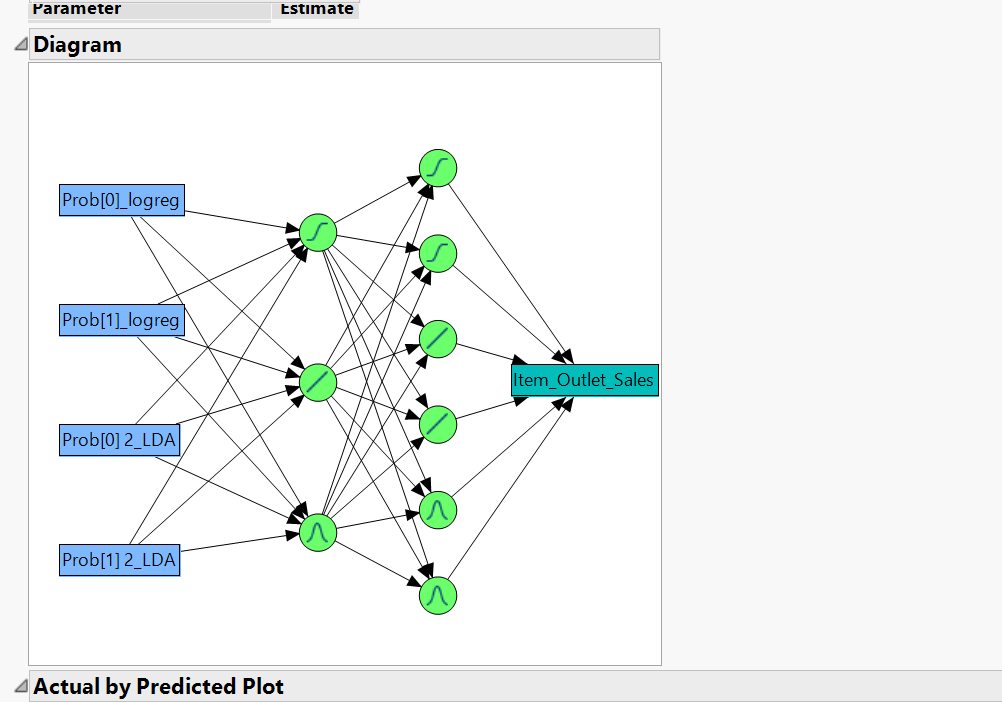 Parameter Estimate
Diagram
Prob[0]_logreg
Prob[1]_logreg
Item_Outlet_Sales
Prob[0] 2_LDA
Prob[1] 2_LDA
Actual by Predicted Plot